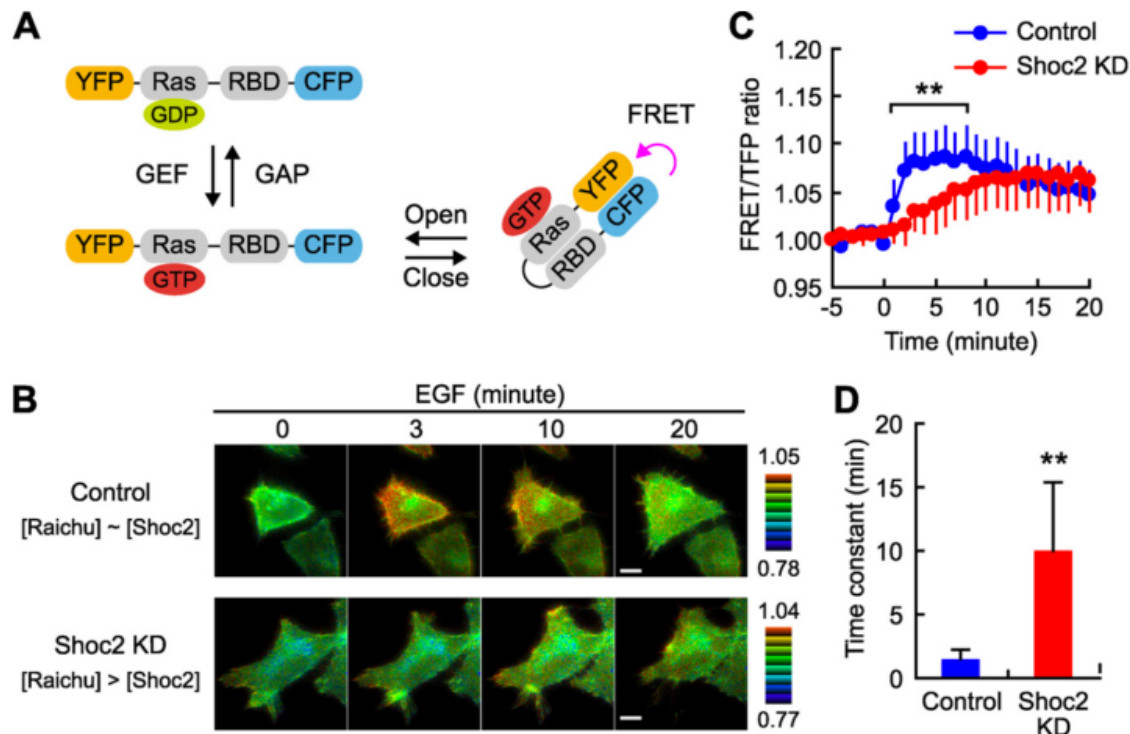 A
YFP Ras RBD CFP
GDP
GEF GAP
YFP Ras RBD CFP
GTP
Open
Close
FRET
GTP Ras YFP
RBD CFP
C
Control
Shoc2 KD
**
FRET/TFP ratio
1.20
1.15
1.10
1.05
1.00
0.95
-5 0 5 10 15 20
Time (minute)
B
EGF (minute)
0 3 10 20
Control
[Raichu] ~ [Shoc2]
1.05
0.78
Shoc2 KD
[Raichu] > [Shoc2]
1.04
0.77
D
Time constant (min)
20
15
10
5
0
**
Control Shoc2
KD